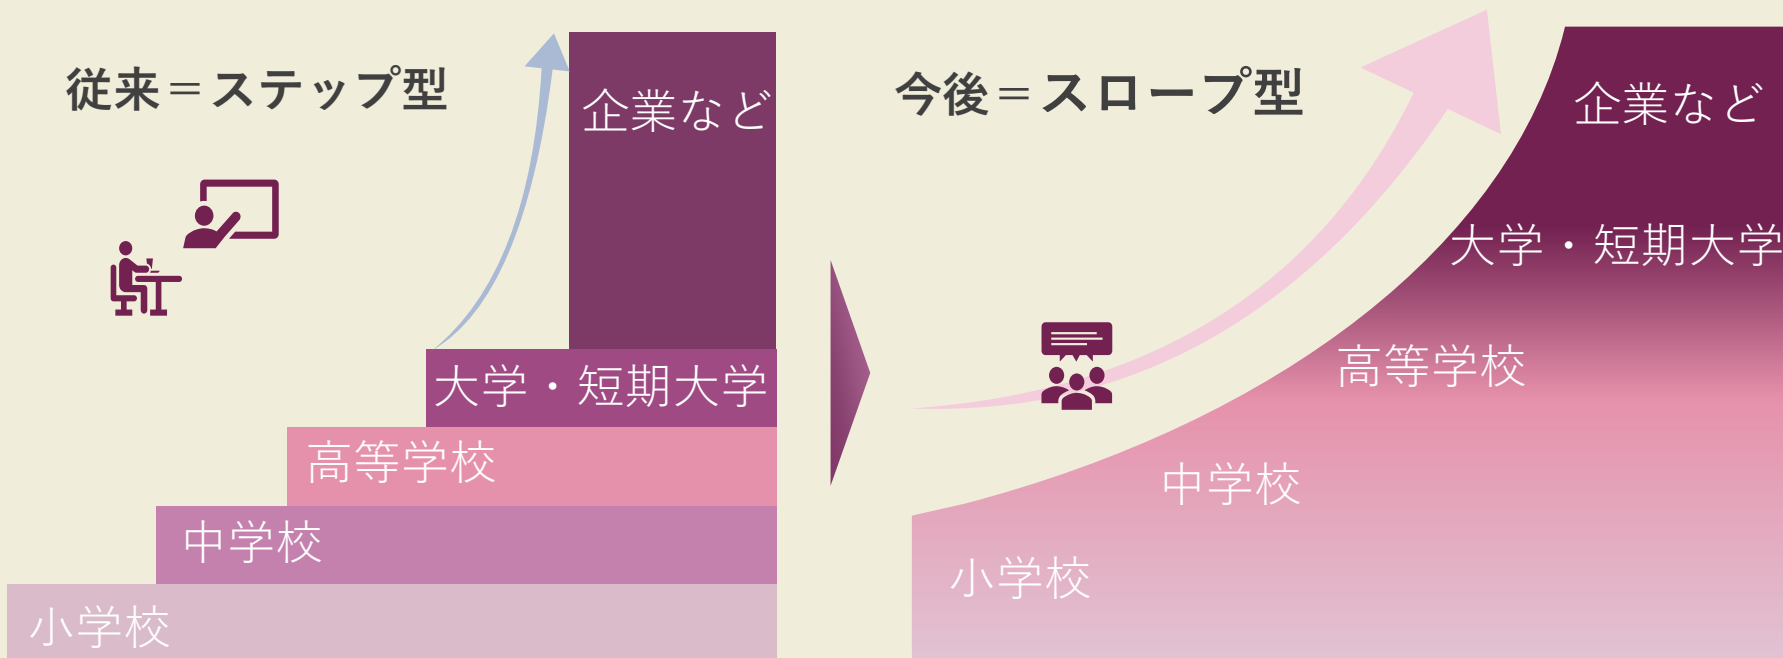 従来＝ステップ型
企業など
大学・短期大学
高等学校
中学校
小学校
今後＝スロープ型
企業など
大学・短期大学
高等学校
中学校
小学校